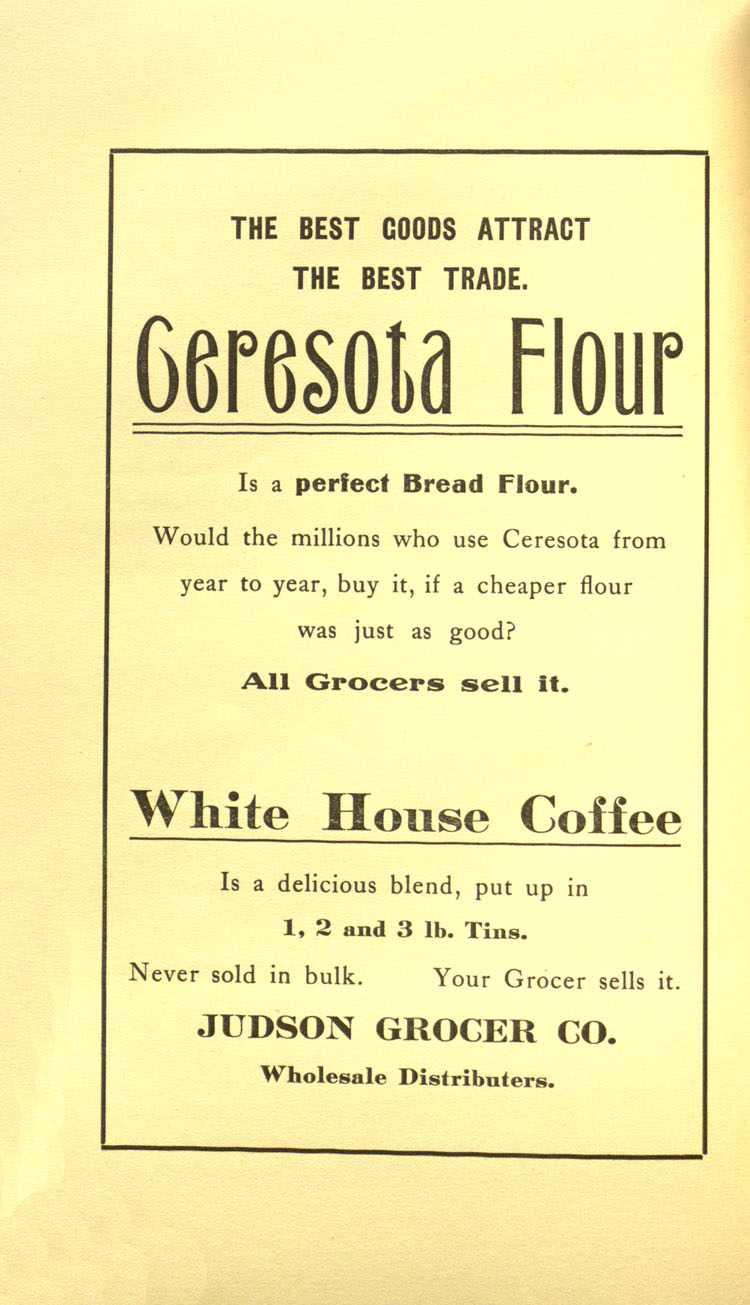 THE BEST GOODS ATTRACT
THE BEST TRADE.
Ceresota Flour
Is a perfect Bread Flour.
Would the millions who use Ceresota from
year to year, buy it, if a cheaper flour
was just as good?
All Grocers sell it.
White House Coffee
Is a delicious blend, put up in
1, 2 and 3 lb. Tins.
Never sold in bulk. Your Grocer sells it.
JUDSON GROCER CO.
Wholesale Distributers.